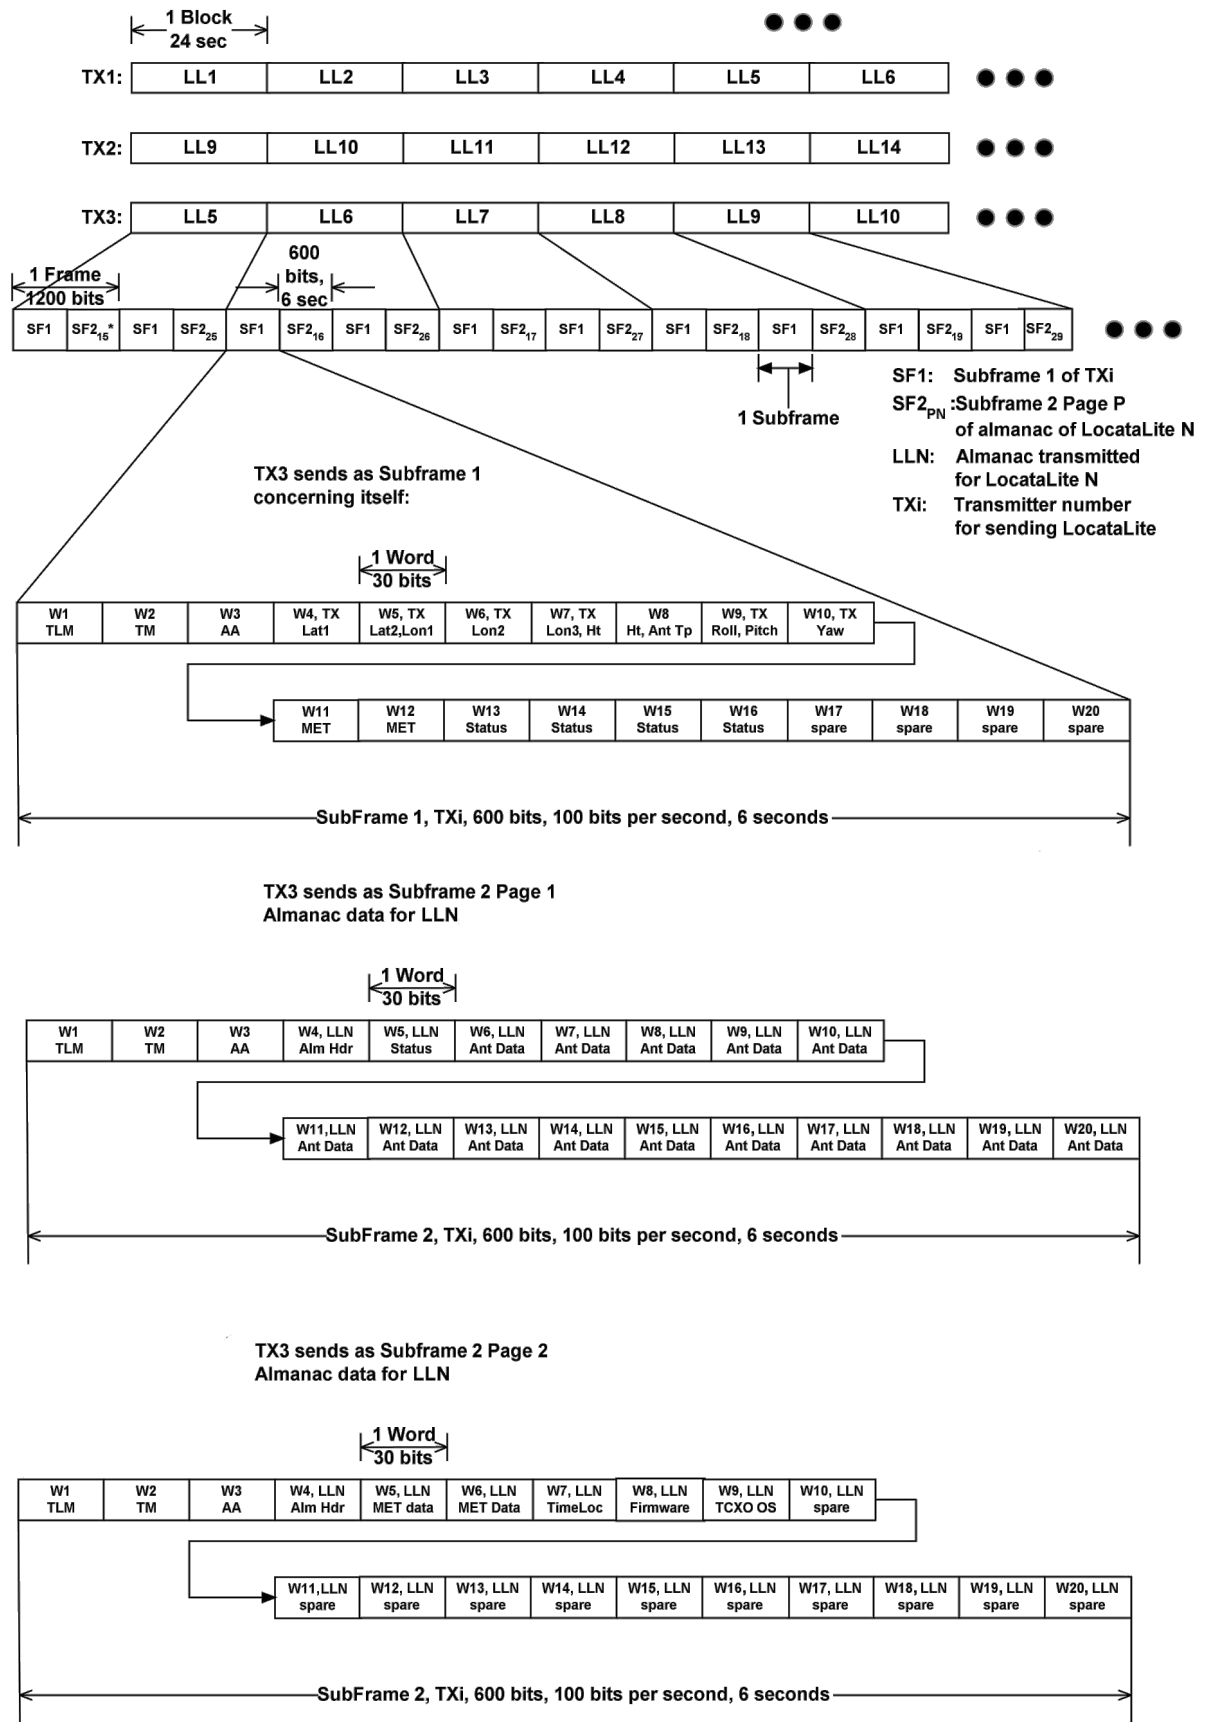 1 Block
24 sec
TX1: LL1 LL2 LL3 LL4 LL5 LL6
TX2: LL9 LL10 LL11 LL12 LL13 LL14
TX3: LL5 LL6 LL7 LL8 LL9 LL10
1 Frame
1200 bits
600
bits,
6 sec
SF1 SF2₁₅* SF1 SF2₂₅ SF1 SF2₁₆ SF1 SF2₂₆ SF1 SF2₁₇ SF1 SF2₂₇ SF1 SF2₁₈ SF1 SF2₂₈ SF1 SF2₁₉ SF1 SF2₂₉
1 Subframe
SF1: Subframe 1 of TXi
SF2PN :Subframe 2 Page P
of almanac of LocataLite N
LLN: Almanac transmitted
for LocataLite N
TXi: Transmitter number
for sending LocataLite
TX3 sends as Subframe 1
concerning itself:
1 Word
30 bits
W1 W2 W3 W4, TX W5, TX W6, TX W7, TX W8 W9, TX W10, TX
TLM TM AA Lat1 Lat2,Lon1 Lon2 Lon3, Ht Ht, Ant Tp Roll, Pitch Yaw
W11 W12 W13 W14 W15 W16 W17 W18 W19 W20
MET MET Status Status Status Status spare spare spare spare
SubFrame 1, TXi, 600 bits, 100 bits per second, 6 seconds
TX3 sends as Subframe 2 Page 1
Almanac data for LLN
1 Word
30 bits
W1 W2 W3 W4, LLN W5, LLN W6, LLN W7, LLN W8, LLN W9, LLN W10, LLN
TLM TM AA Alm Hdr Status Ant Data Ant Data Ant Data Ant Data Ant Data
W11,LLN W12, LLN W13, LLN W14, LLN W15, LLN W16, LLN W17, LLN W18, LLN W19, LLN W20, LLN
Ant Data Ant Data Ant Data Ant Data Ant Data Ant Data Ant Data Ant Data Ant Data Ant Data
SubFrame 2, TXi, 600 bits, 100 bits per second, 6 seconds
TX3 sends as Subframe 2 Page 2
Almanac data for LLN
1 Word
30 bits
W1 W2 W3 W4, LLN W5, LLN W6, LLN W7, LLN W8, LLN W9, LLN W10, LLN
TLM TM AA Alm Hdr MET data MET Data TimeLoc Firmware TCXO OS spare
W11,LLN W12, LLN W13, LLN W14, LLN W15, LLN W16, LLN W17, LLN W18, LLN W19, LLN W20, LLN
spare spare spare spare spare spare spare spare spare spare
SubFrame 2, TXi, 600 bits, 100 bits per second, 6 seconds